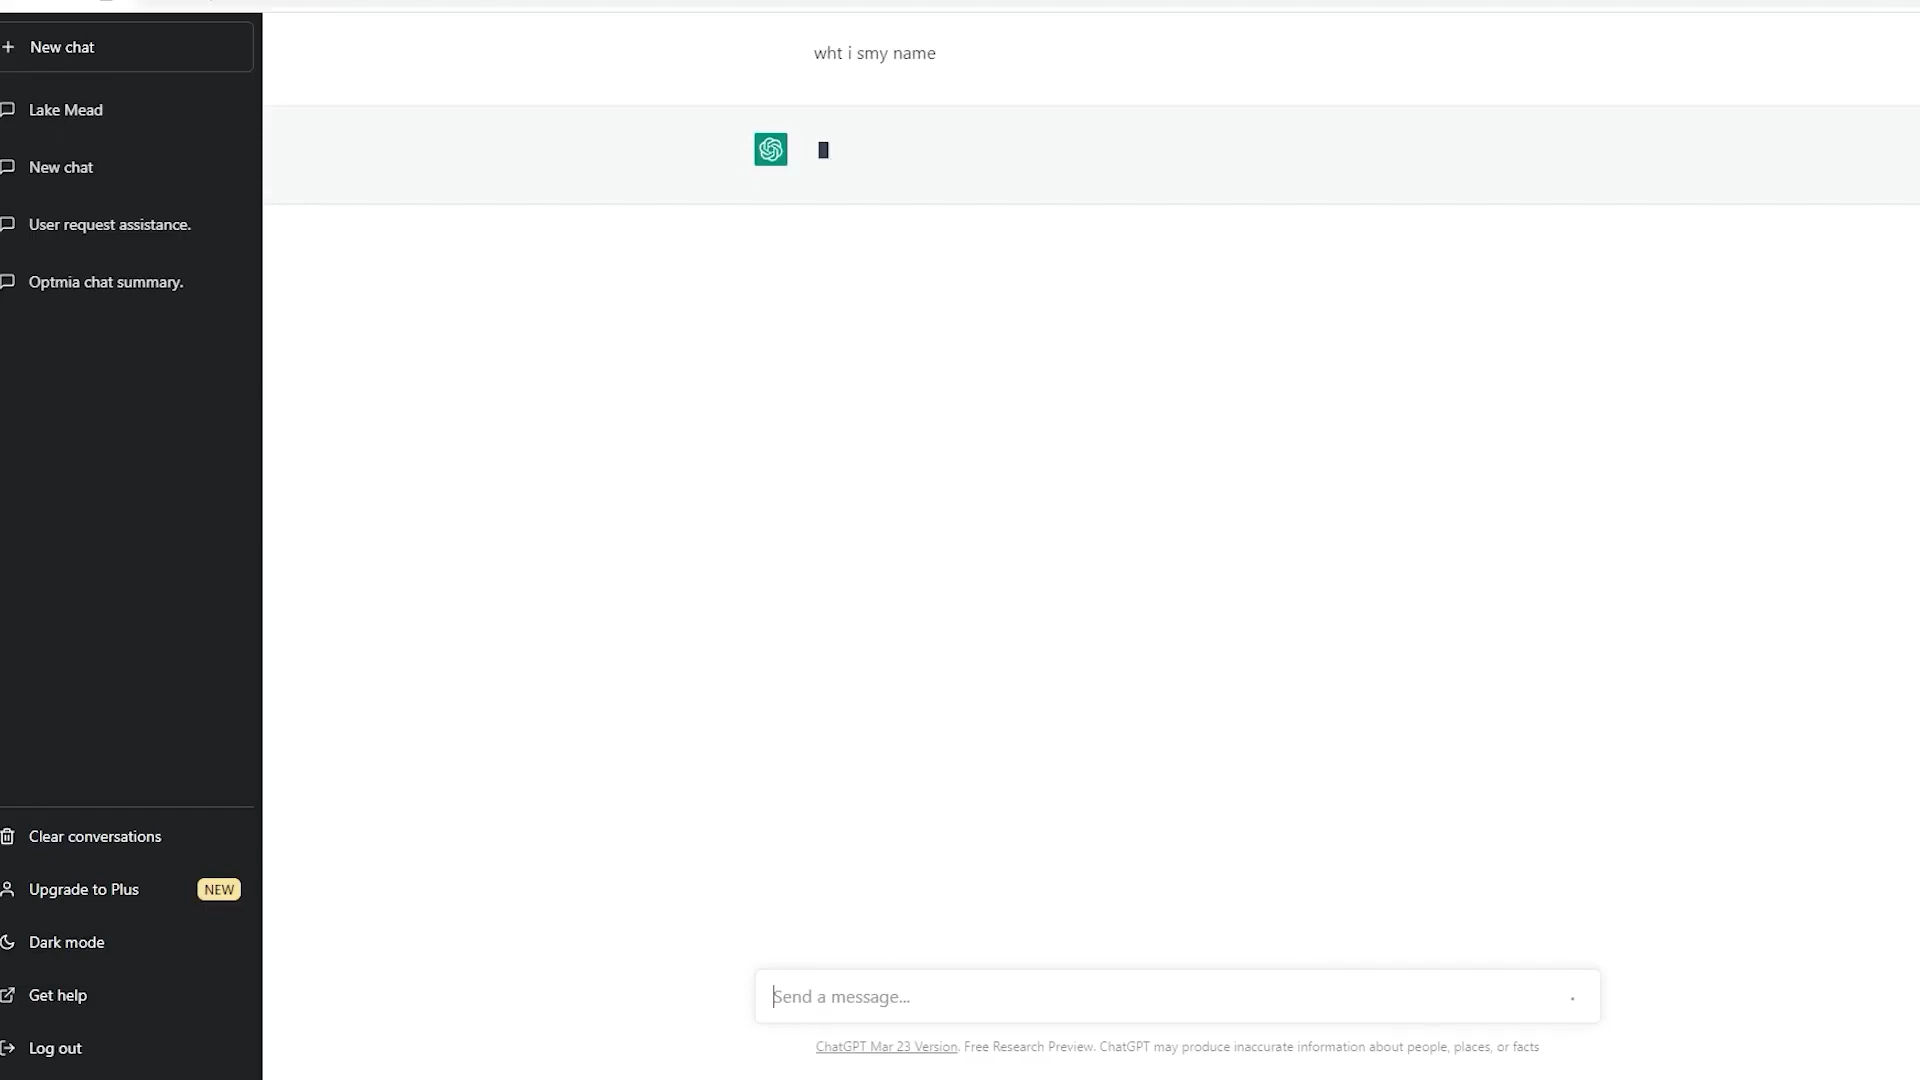 New chat
Lake Mead
New chat
User request assistance.
Optmia chat summary.
Clear conversations
Upgrade to Plus NEW
Dark mode
Get help
Log out
wht i smy name
Send a message...
ChatGPT Mar 23 Version. Free Research Preview. ChatGPT may produce inaccurate information about people, places, or facts